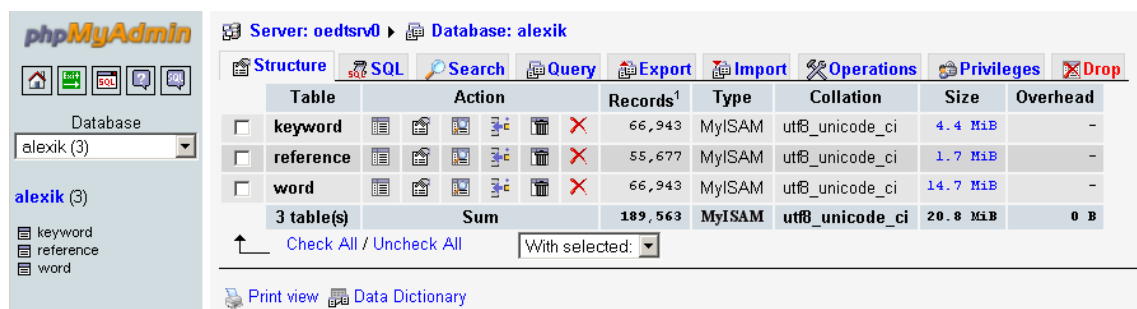 phpMyAdmin
Database
alexik (3)
alexik (3)
keyword
reference
word
Server: oedtsrv0 Database: alexik
Structure SQL Search Query Export Import Operations Privileges Drop
Table Action Records1 Type Collation Size Overhead
keyword 66,943 MyISAM utf8_unicode_ci 4.4 MiB -
reference 55,677 MyISAM utf8_unicode_ci 1.7 MiB -
word 66,943 MyISAM utf8_unicode_ci 14.7 MiB -
3 table(s) Sum 189,563 MyISAM utf8_unicode_ci 20.8 MiB 0 B
Check All / Uncheck All With selected:
Print view Data Dictionary